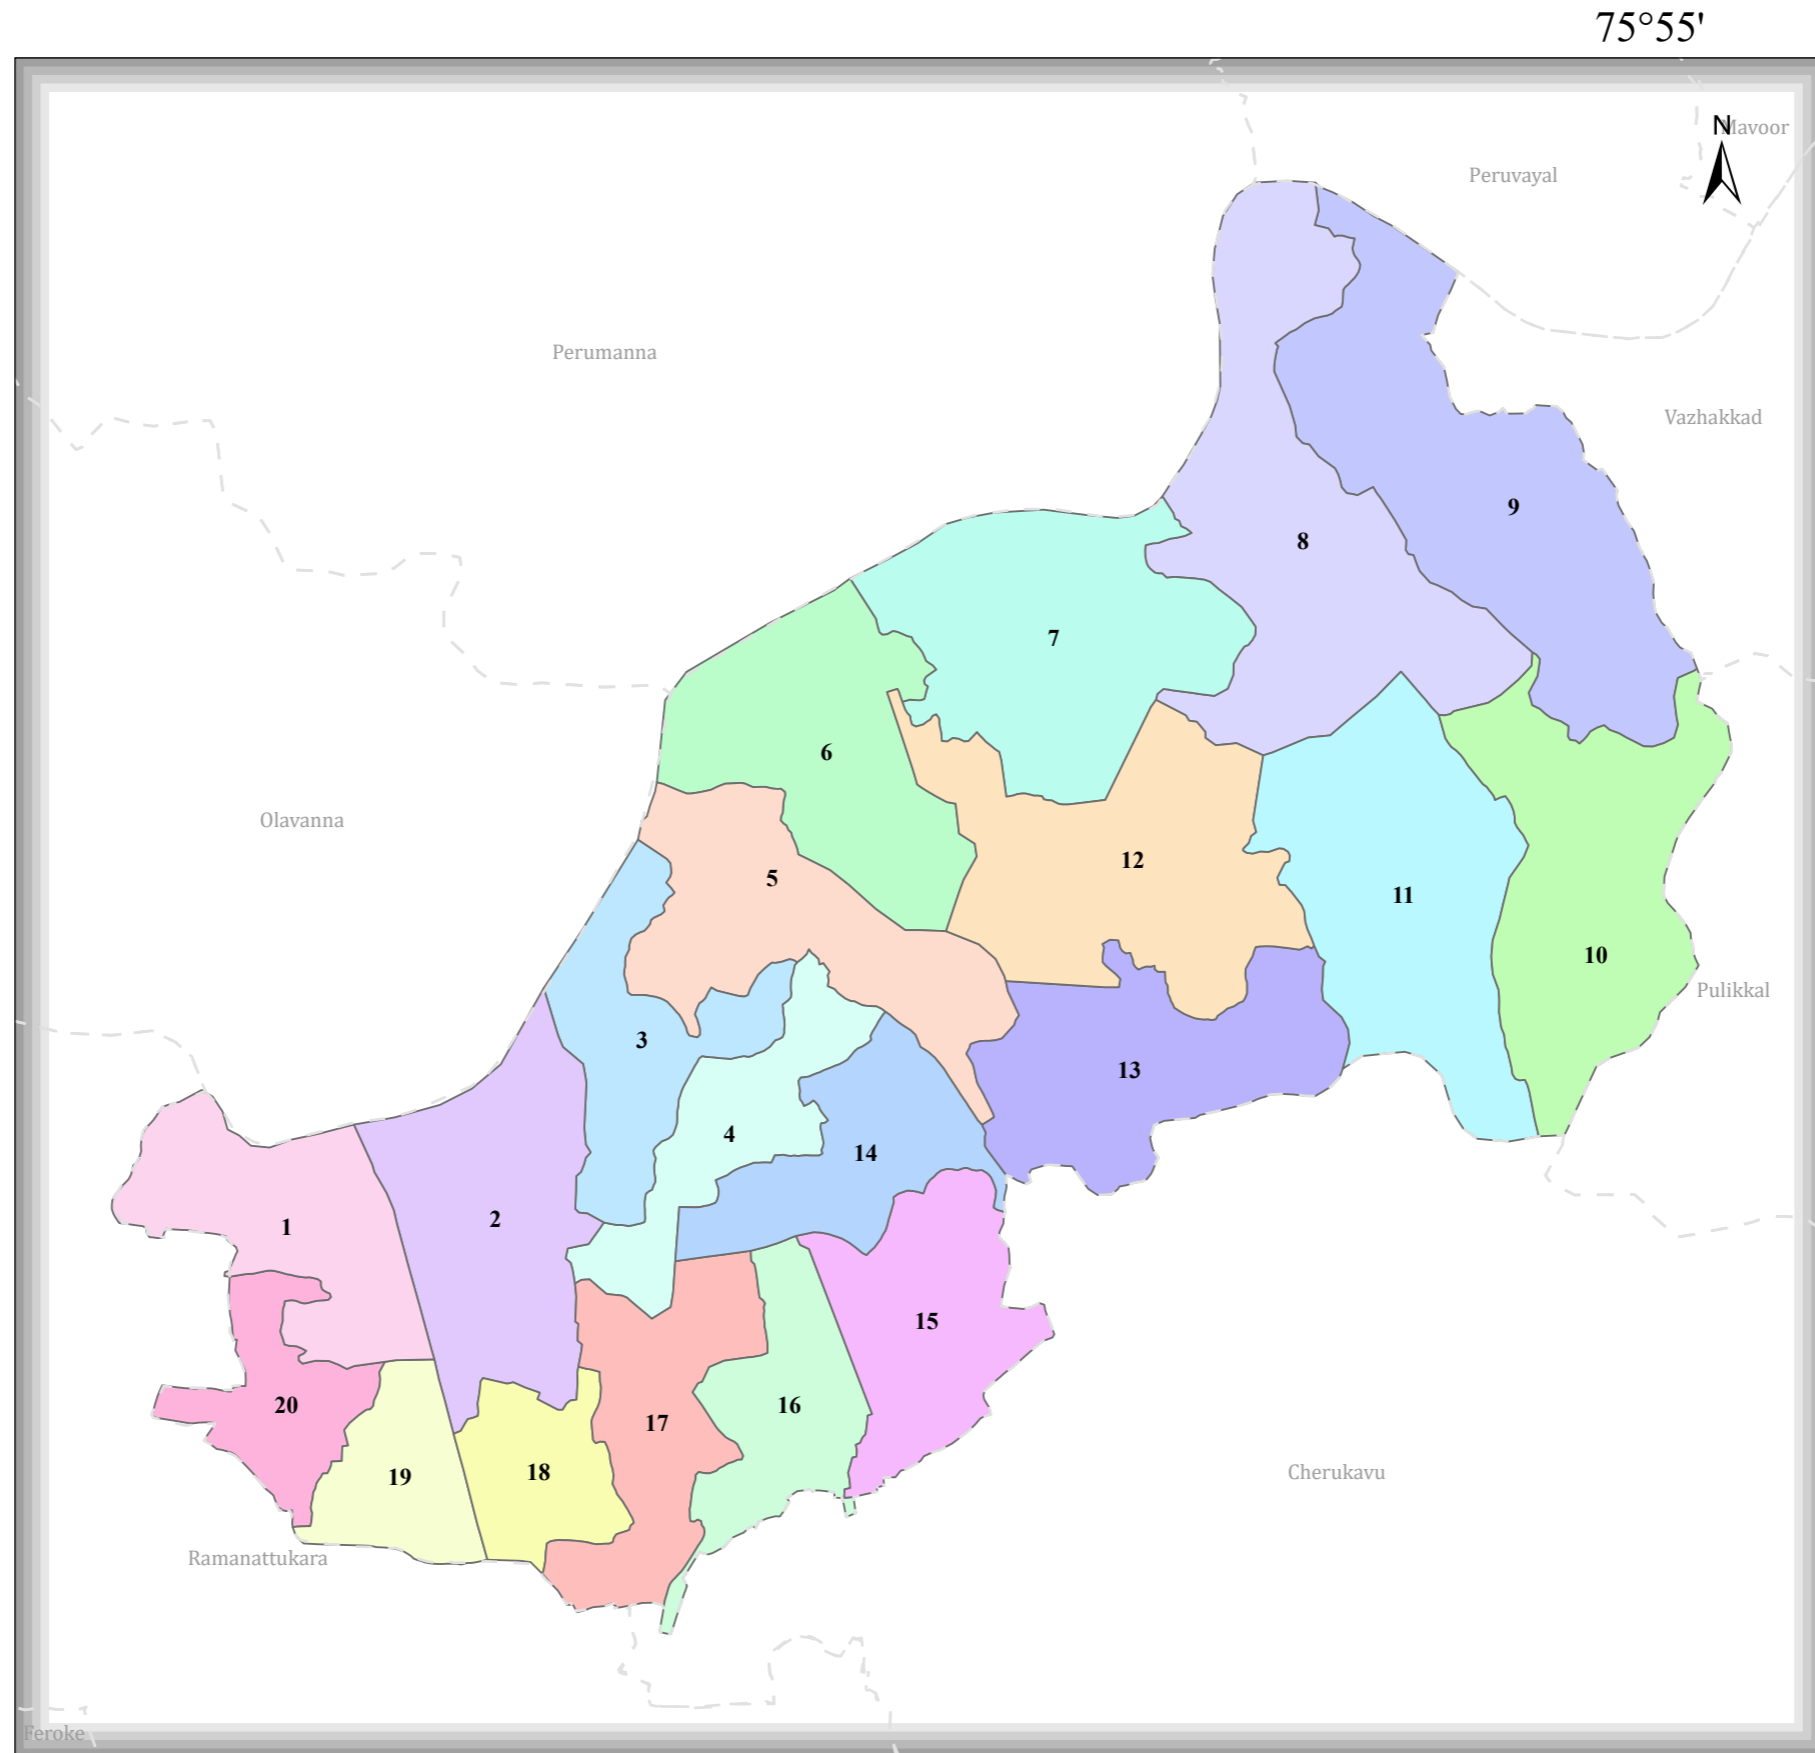 75°55'
N
Mavoor
Peruvayal
Perumanna
Vazhakkad
9
8
7
6
Olavanna
12
5
11
10
Pulikkal
3
13
4
14
2
1
15
20
16
17
Cherukavu
18
19
Ramanattukara
Feroke